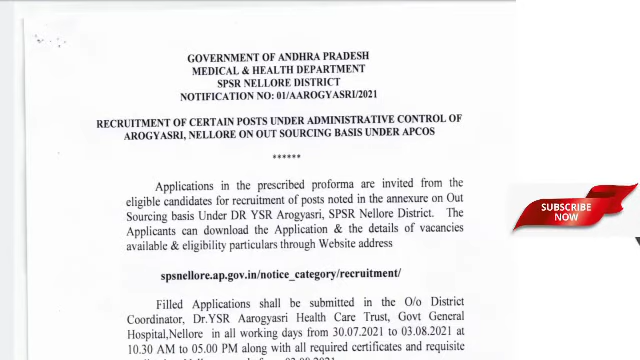 GOVERNMENT OF ANDHRA PRADESH
MEDICAL & HEALTH DEPARTMENT
SPSR NELLORE DISTRICT
NOTIFICATION NO: 01/AAROGYASRI/2021
RECRUITMENT OF CERTAIN POSTS UNDER ADMINISTRATIVE CONTROL OF
AROGYASRI, NELLORE ON OUT SOURCING BASIS UNDER APCOS
******
Applications in the prescribed proforma are invited from the
eligible candidates for recruitment of posts noted in the annexure on Out
Sourcing basis Under DR YSR Arogyasri, SPSR Nellore District. The
Applicants can download the Application & the details of vacancies
available & eligibility particulars through Website address
spsnellore.ap.gov.in/notice_category/recruitment/
Filled Applications shall be submitted in the O/o District
Coordinator, Dr.YSR Aarogyasri Health Care Trust, Govt General
Hospital,Nellore in all working days from 30.07.2021 to 03.08.2021 at
10.30 AM to 05.00 PM along with all required certificates and requisite
SUBSCRIBE
NOW